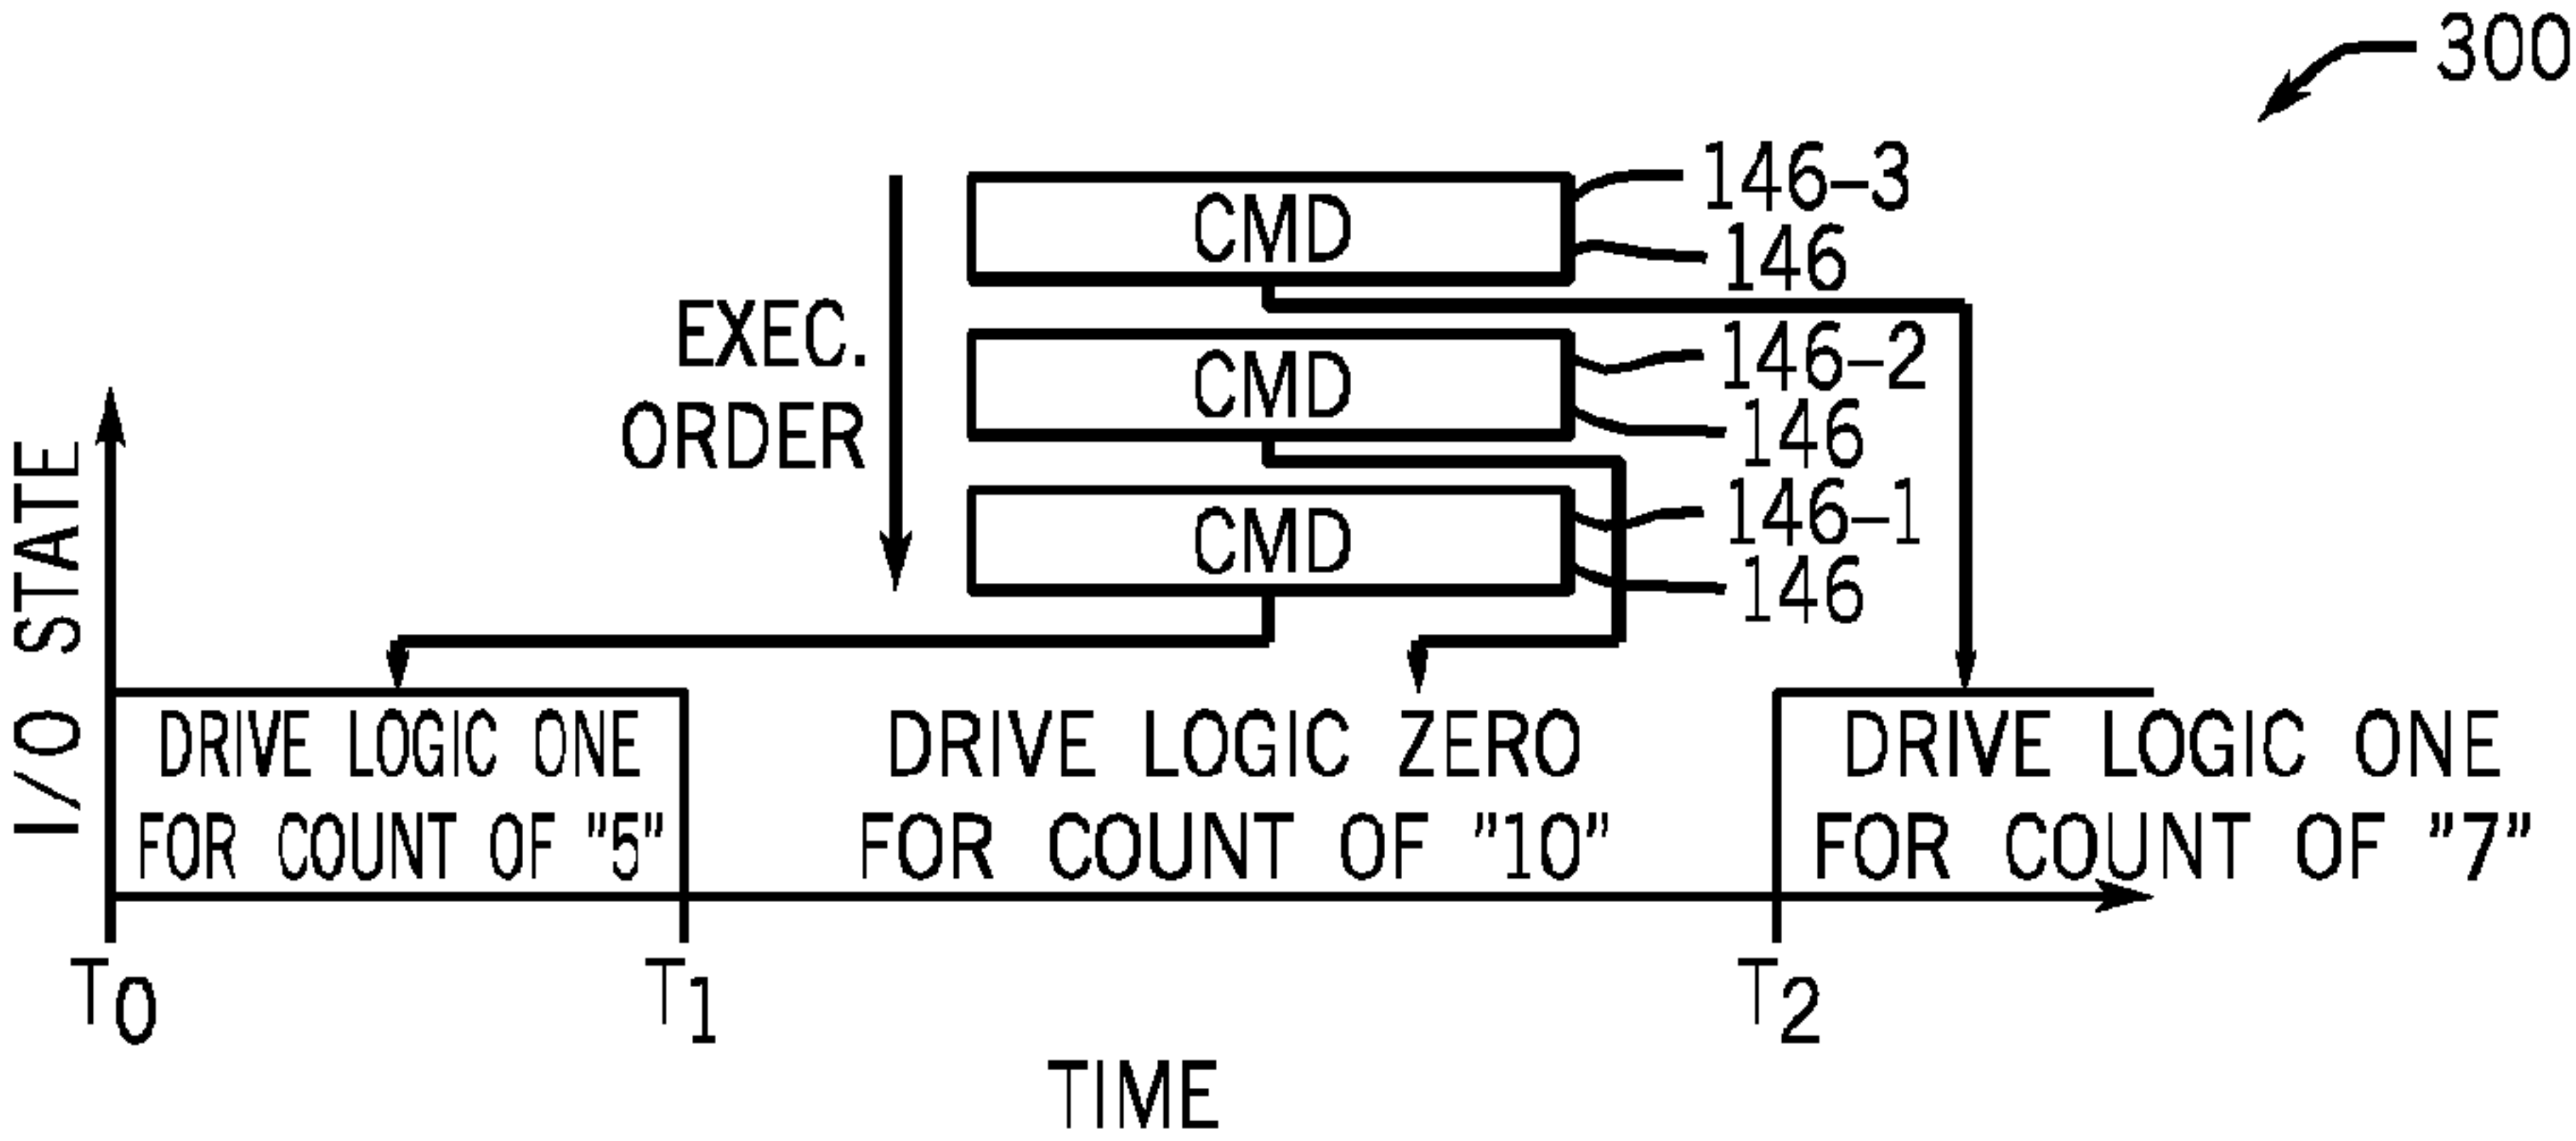 300
CMD
146-3
146
EXEC.
ORDER
CMD
146-2
146
CMD
146-1
146
I/O STATE
DRIVE LOGIC ONE
FOR COUNT OF "5"
DRIVE LOGIC ZERO
FOR COUNT OF "10"
DRIVE LOGIC ONE
FOR COUNT OF "7"
T0
T1
T2
TIME